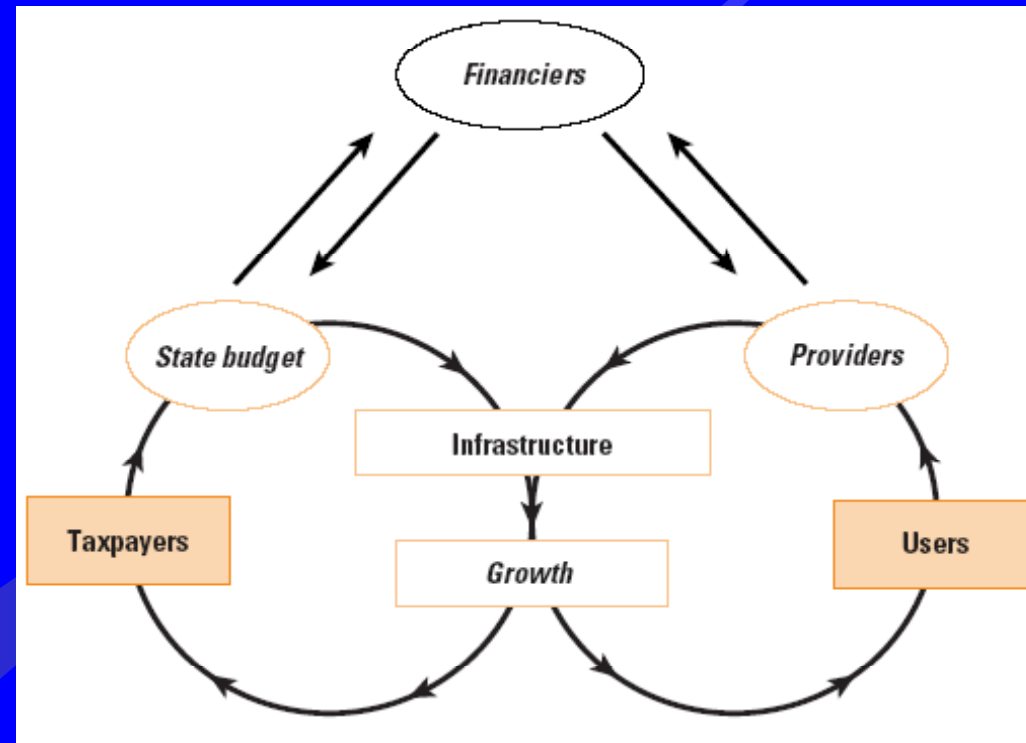 Financiers
State budget
Providers
Infrastructure
Taxpayers
Users
Growth